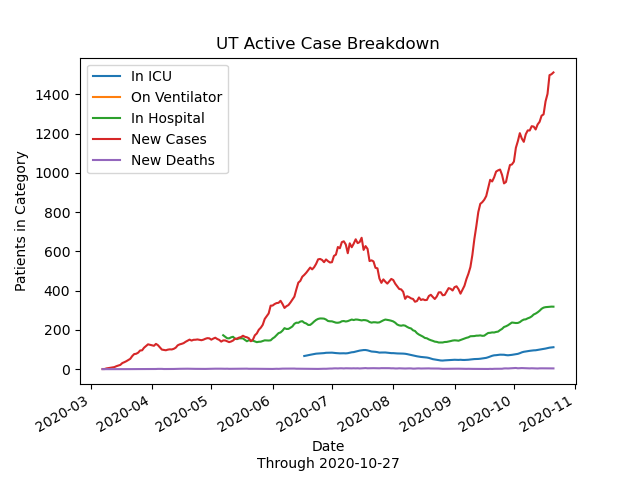 UT Active Case Breakdown
In ICU
On Ventilator
In Hospital
New Cases
New Deaths
Patients in Category
1400
1200
1000
800
600
400
200
0
2020-03
2020-04
2020-05
2020-06
2020-07
2020-08
2020-09
2020-10
2020-11
Date
Through 2020-10-27